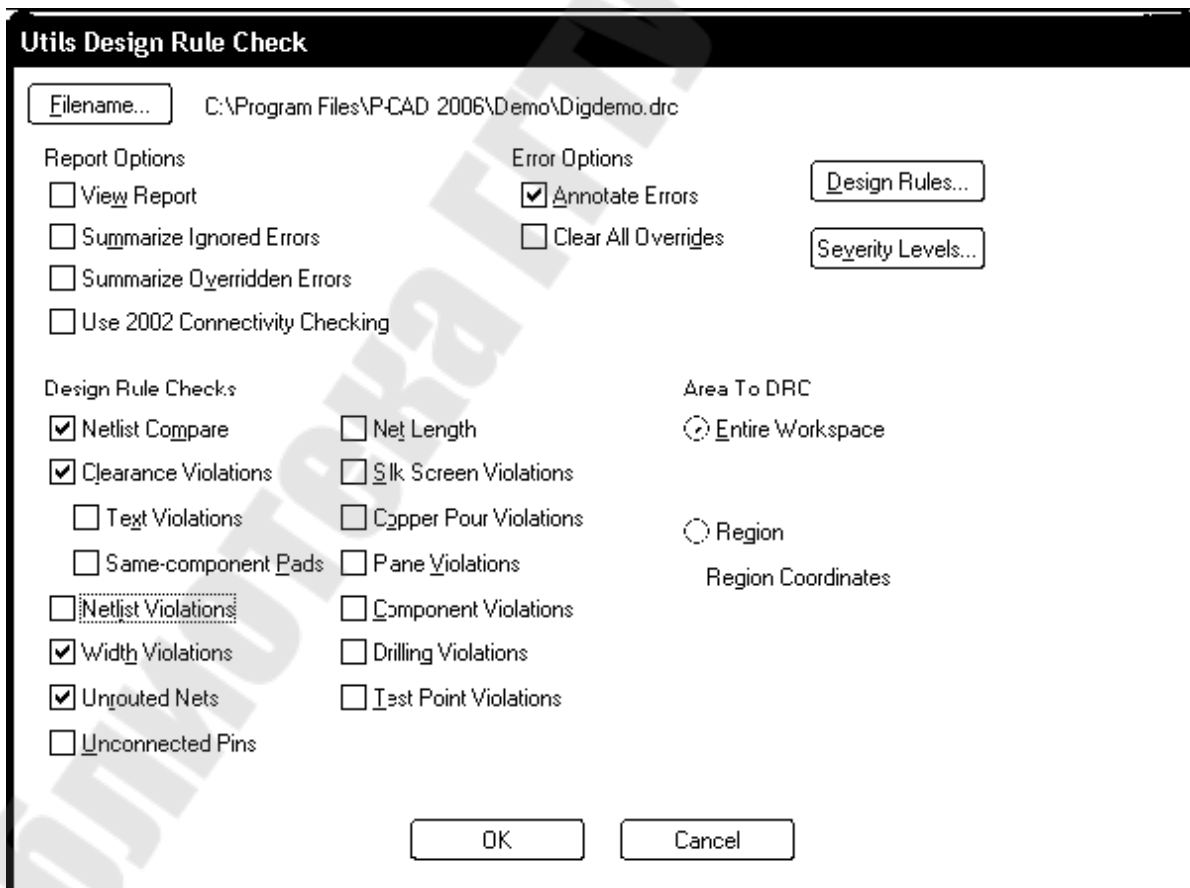 Utils Design Rule Check
Filename... C:\Program Files\P-CAD 2006\Demo\Digdemo.drc
Report Options
View Report
Summarize Ignored Errors
Summarize Overridden Errors
Use 2002 Connectivity Checking
Error Options
Annotate Errors
Clear All Overrides
Design Rules...
Severity Levels...
Design Rule Checks
Netlist Compare
Clearance Violations
Text Violations
Same-component Pads
Netlist Violations
Width Violations
Unrouted Nets
Unconnected Pins
Net Length
Silk Screen Violations
Copper Pour Violations
Plane Violations
Component Violations
Drilling Violations
Test Point Violations
Area To DRC
Entire Workspace
Region
Region Coordinates
OK
Cancel